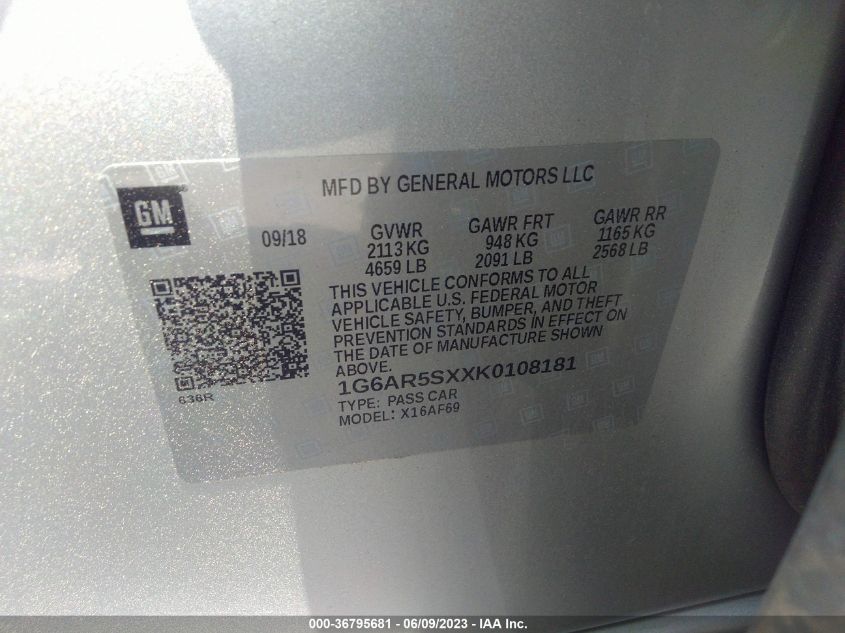 MFD BY GENERAL MOTORS LLC
GM
09/18
GVWR
2113 KG
4659 LB
GAWR FRT
948 KG
2091 LB
GAWR RR
1165 KG
2568 LB
THIS VEHICLE CONFORMS TO ALL
APPLICABLE U.S. FEDERAL MOTOR
VEHICLE SAFETY, BUMPER, AND THEFT
PREVENTION STANDARDS IN EFFECT ON
THE DATE OF MANUFACTURE SHOWN
ABOVE.
636R
1G6AR5SXXK0108181
TYPE: PASS CAR
MODEL: X16AF69
000-36795681 - 06/09/2023 - IAA Inc.